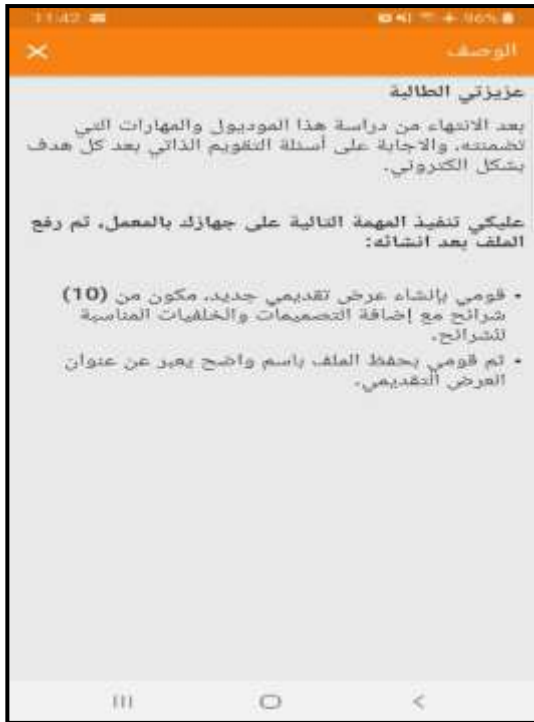 11:42
96%
الوصف
عزيزتي الطالبة
بعد الانتهاء من دراسة هذا الموديول والمهارات التي
تضمنته، والاجابة على أسئلة التقويم الذاتي بعد كل هدف
بشكل الكتروني.
عليكي تنفيذ المهمة التالية على جهازك بالمعمل، ثم رفع
الملف بعد انشائه:
• قومي بإنشاء عرض تقديمي جديد، مكون من (10)
شرائح مع إضافة التصميمات والخلفيات المناسبة
للشرائح.
• ثم قومي بحفظ الملف باسم واضح يعبر عن عنوان
العرض التقديمي.